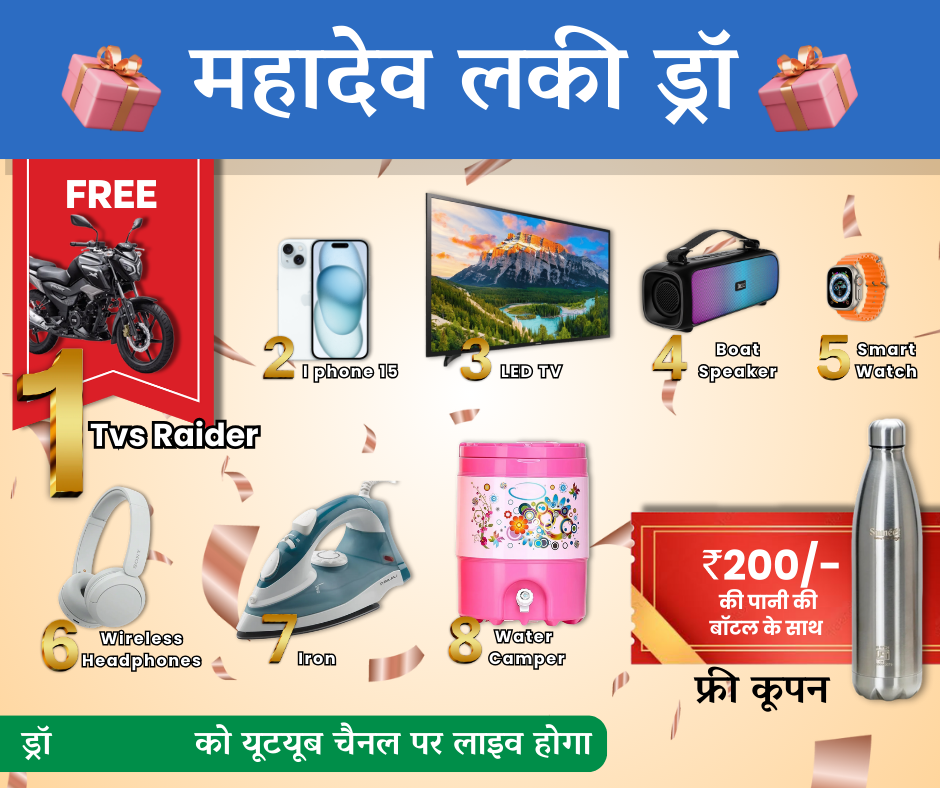 महादेव लकी ड्रॉ
FREE
1
Tvs Raider
2
I phone 15
3
LED TV
4
Boat
Speaker
5
Smart
Watch
6
Wireless
Headphones
7
Iron
8
Water
Camper
₹200/-
की पानी की
बॉटल के साथ
फ्री कूपन
ड्रॉ को यूटयूब चैनल पर लाइव होगा